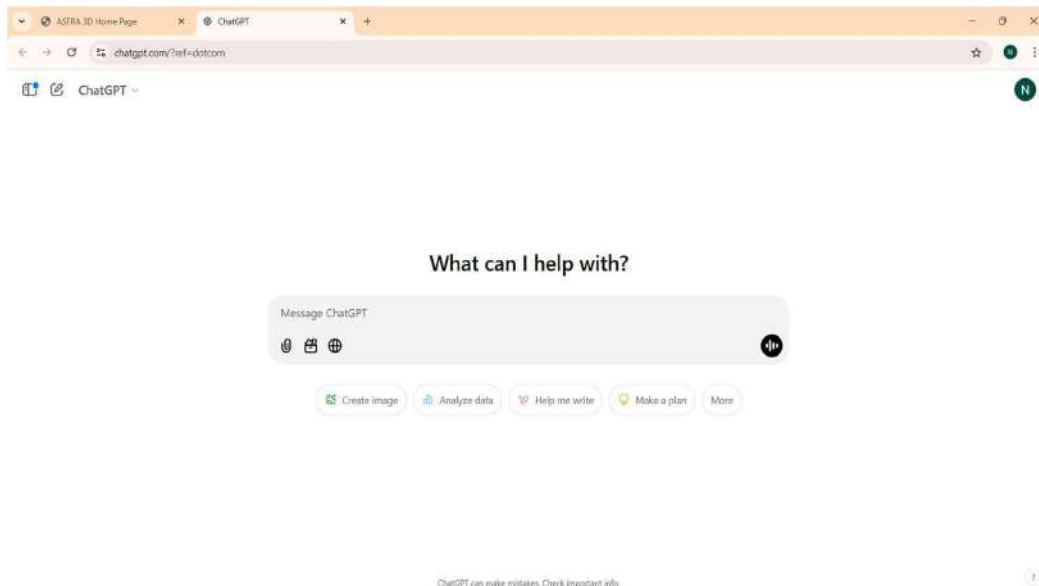 ASTRA 3D Home Page
ChatGPT
chatgpt.com/?ref=dotcom
N
ChatGPT
N
What can I help with?
Message ChatGPT
Create image
Analyze data
Help me write
Make a plan
More
ChatGPT can make mistakes. Check important info.
?